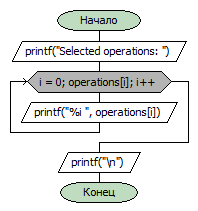 Начало
printf("Selected operations: ")
i = 0; operations[i]; i++
printf("%i ", operations[i])
printf("\n")
Конец